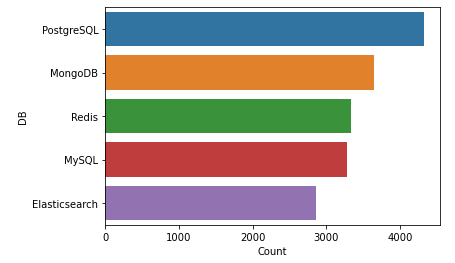 PostgreSQL
MongoDB
Redis
MySQL
Elasticsearch
DB
0 1000 2000 3000 4000
Count